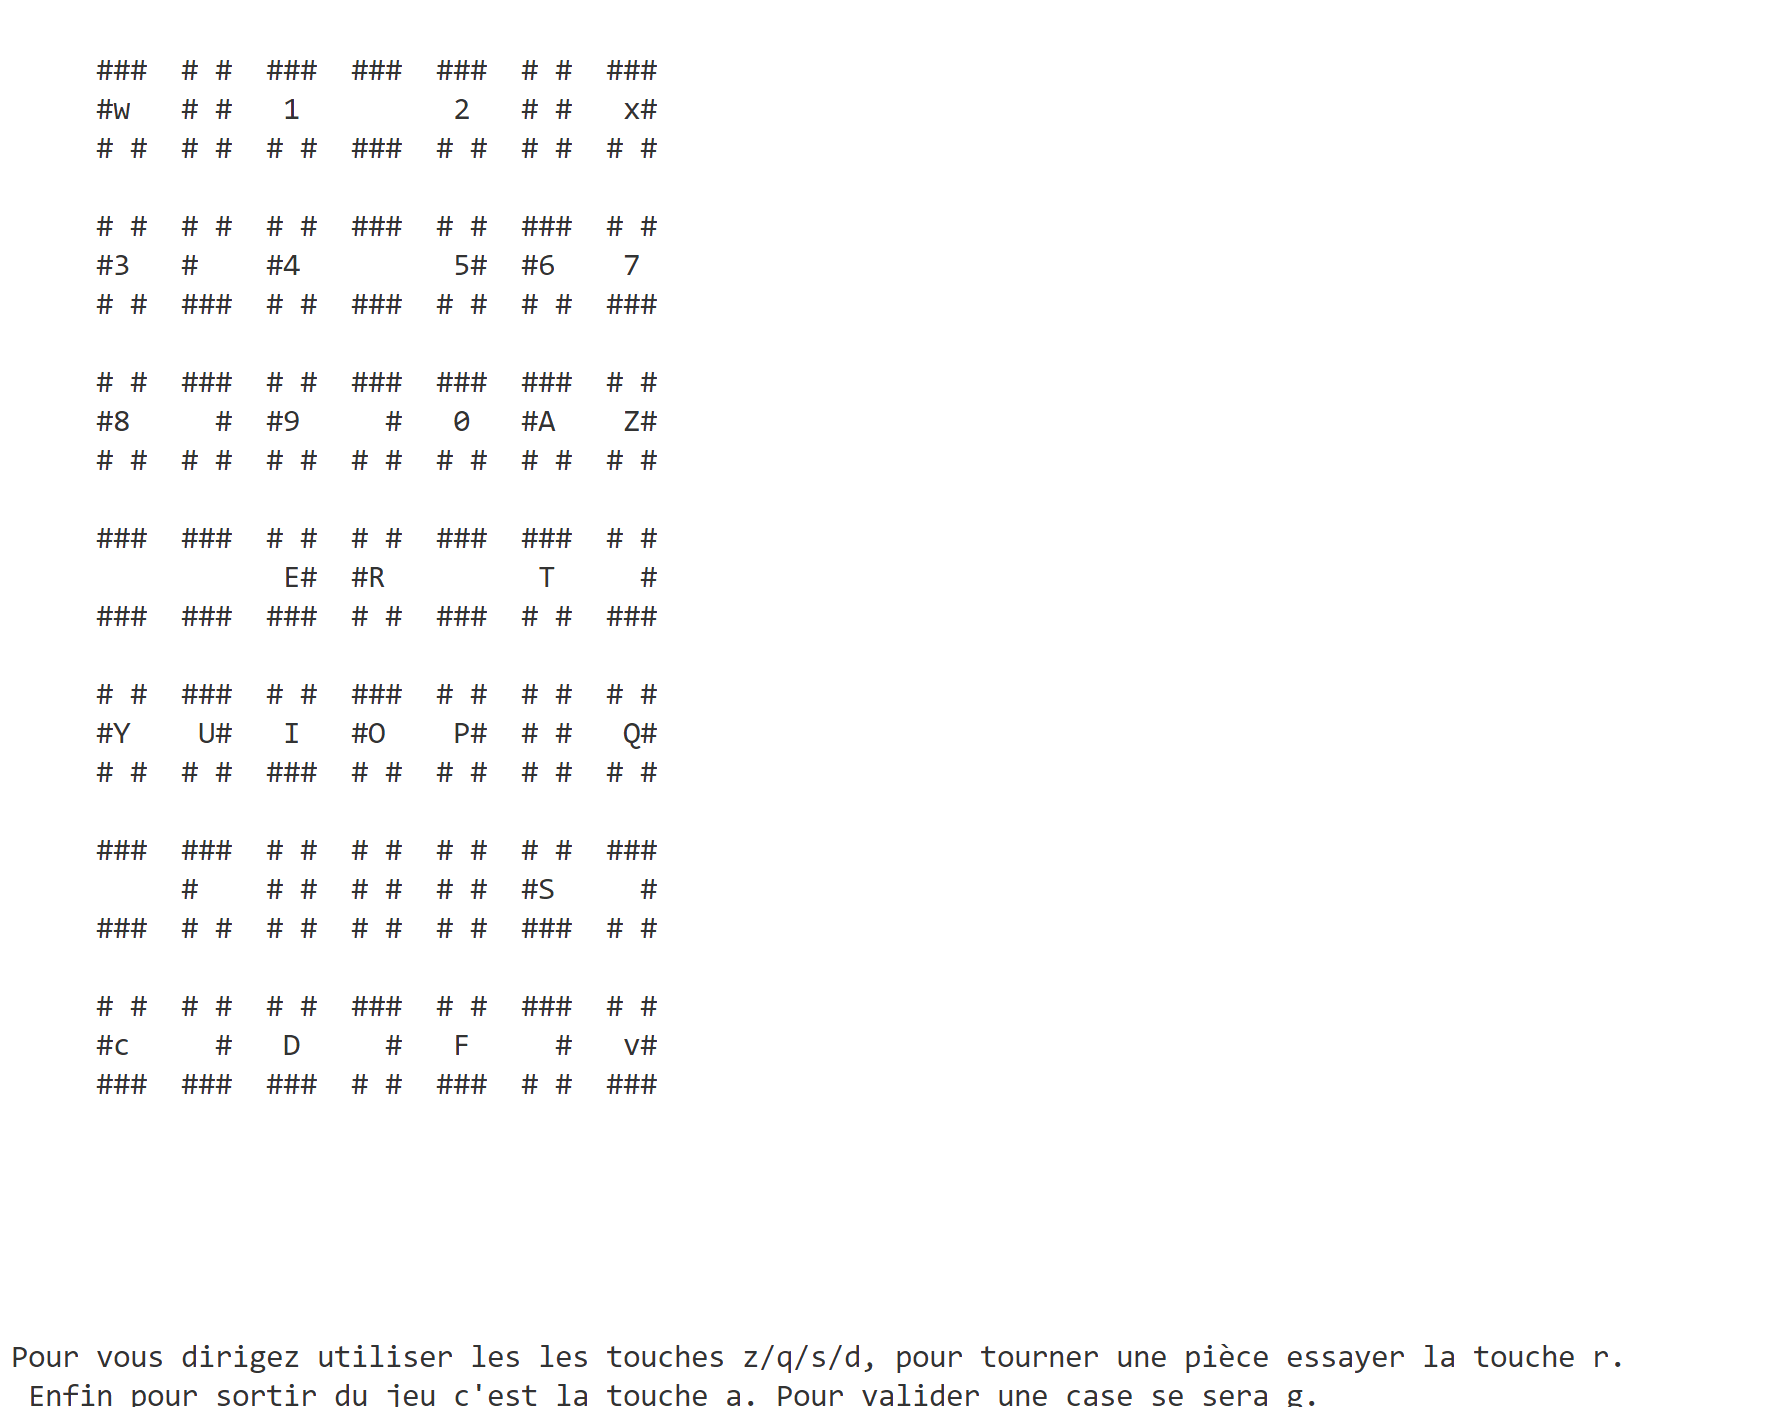 ###  # #  ###  ###  ###  # #  ###
#w   # #   1         2   # #   x#
# #  # #  # #  ###  # #  # #  # #
# #  # #  # #  ###  # #  ###  # #
#3   #    #4         5#  #6    7
# #  ###  # #  ###  # #  # #  ###
# #  ###  # #  ###  ###  ###  # #
#8     #  #9     #   0   #A    Z#
# #  # #  # #  # #  # #  # #  # #
###  ###  # #  # #  ###  ###  # #
           E#  #R         T     #
###  ###  ###  # #  ###  # #  ###
# #  ###  # #  ###  # #  # #  # #
#Y    U#   I   #O    P#  # #   Q#
# #  # #  ###  # #  # #  # #  # #
###  ###  # #  # #  # #  # #  ###
     #    # #  # #  # #  #S     #
###  # #  # #  # #  # #  ###  # #
# #  # #  # #  ###  # #  ###  # #
#c     #   D     #   F     #   v#
###  ###  ###  # #  ###  # #  ###
Pour vous dirigez utiliser les les touches z/q/s/d, pour tourner une pièce essayer la touche r.
Enfin pour sortir du jeu c'est la touche a. Pour valider une case se sera g.